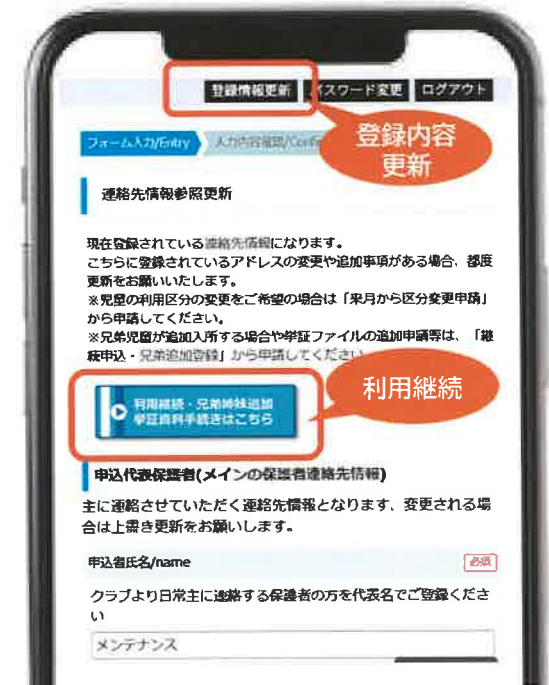 登録情報更新 パスワード変更 ログアウト
登録内容
更新
フォーム入力/Entry 入力内容確認/Conf
連絡先情報参照更新
現在登録されている連絡先情報になります。
こちらに登録されているアドレスの変更や追加事項がある場合、都度
更新をお願いいたします。
※児童の利用区分の変更をご希望の場合は「来月から区分変更申請」
から申請してください。
※兄弟児童が追加入所する場合や挙証ファイルの追加申請等は、「継
続申込・兄弟追加登録」から申請してください
利用継続
利用継続・兄弟姉妹追加
挙証資料手続きはこちら
申込代表保護者(メインの保護者連絡先情報)
主に連絡させていただく連絡先情報となります、変更される場
合は上書き更新をお願いします。
申込者氏名/name 必須
クラブより日常主に連絡する保護者の方を代表名でご登録くださ
い
メンテナンス